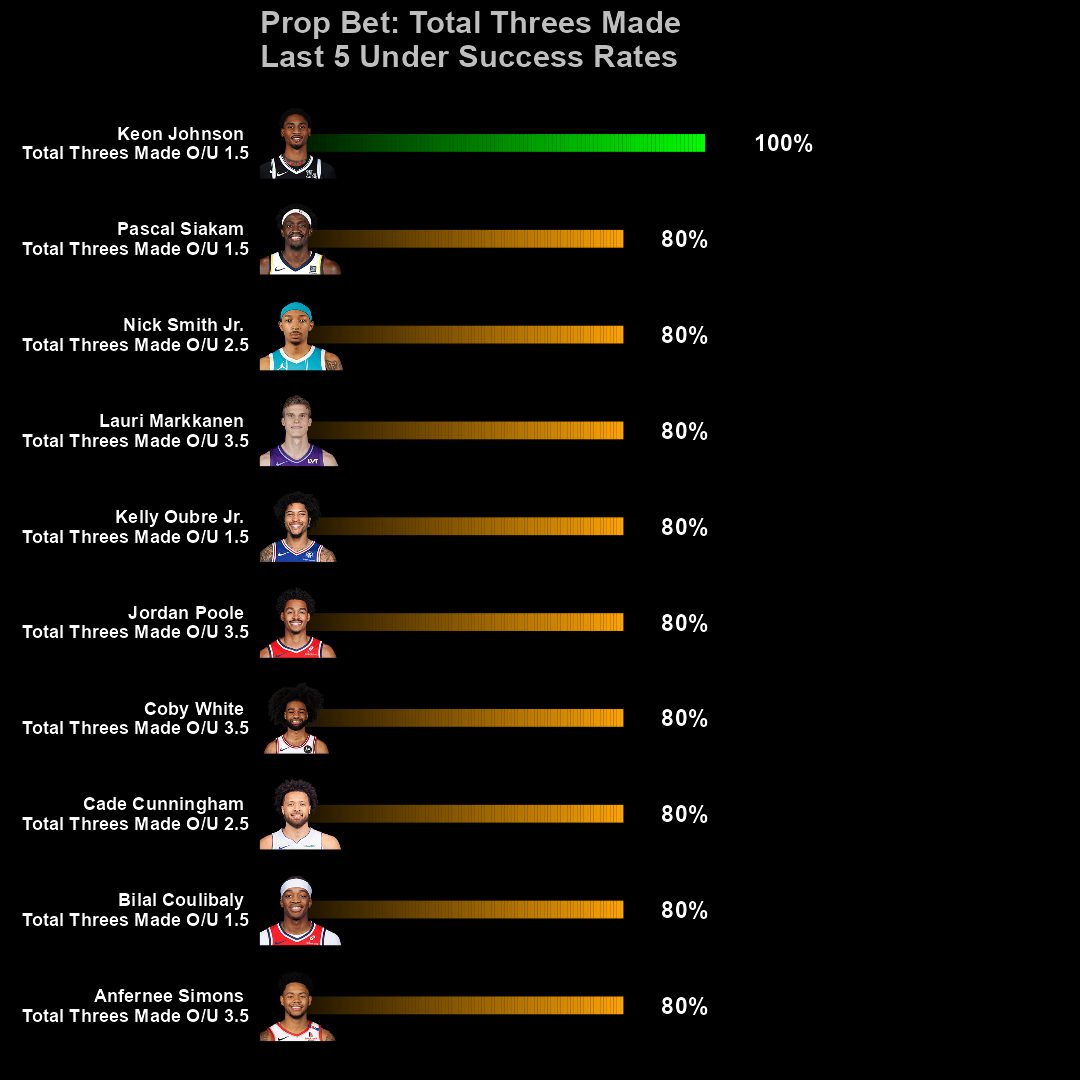 Prop Bet: Total Threes Made
Last 5 Under Success Rates
Keon Johnson
Total Threes Made O/U 1.5
100%
Pascal Siakam
Total Threes Made O/U 1.5
80%
Nick Smith Jr.
Total Threes Made O/U 2.5
80%
Lauri Markkanen
Total Threes Made O/U 3.5
80%
Kelly Oubre Jr.
Total Threes Made O/U 1.5
80%
Jordan Poole
Total Threes Made O/U 3.5
80%
Coby White
Total Threes Made O/U 3.5
80%
Cade Cunningham
Total Threes Made O/U 2.5
80%
Bilal Coulibaly
Total Threes Made O/U 1.5
80%
Anfernee Simons
Total Threes Made O/U 3.5
80%